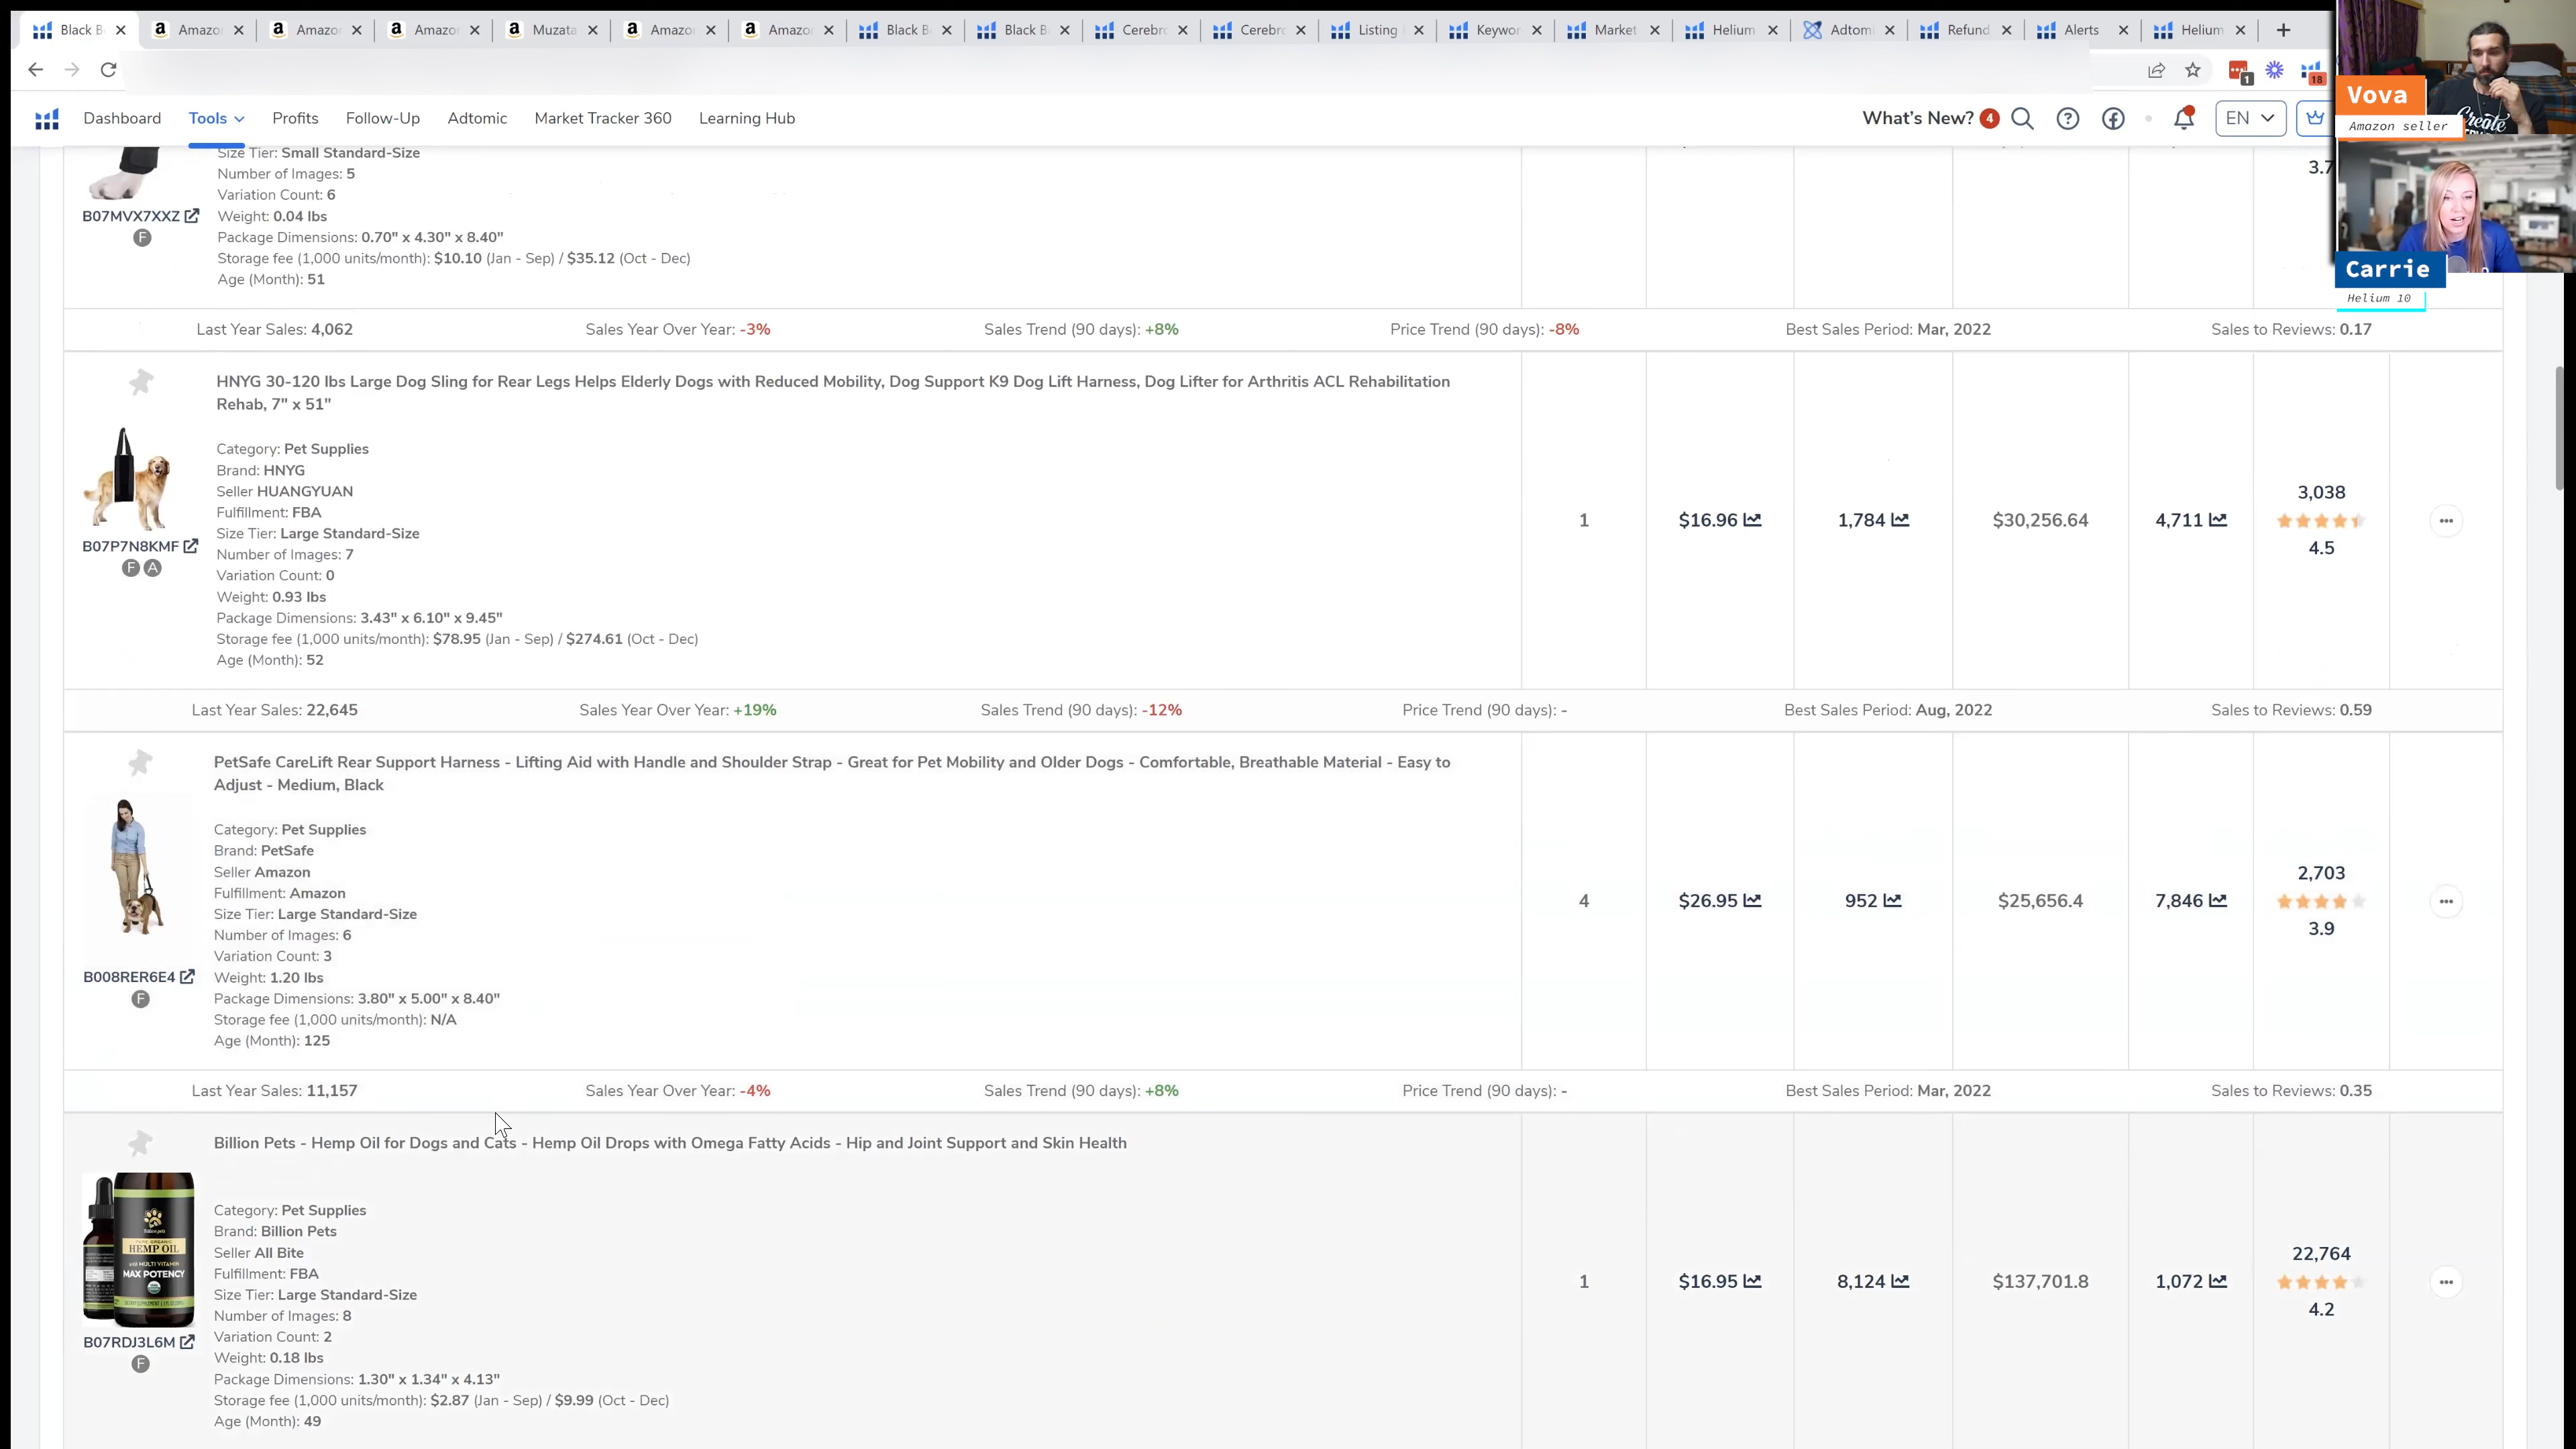 Black B Amazon Amazon Amazon Muzata Amazon Amazon Black B Black B Cerebro Cerebro Listing Keywor Market Helium Adtomi Refund Alerts Helium
1 18
Dashboard Tools Profits Follow-Up Adtomic Market Tracker 360 Learning Hub What's New? 4 EN
Vova
Amazon seller
Create
Carrie
Helium 10
Size Tier: Small Standard-Size
Number of Images: 5
Variation Count: 6
B07MVX7XXZ
F
Weight: 0.04 lbs
Package Dimensions: 0.70" x 4.30" x 8.40"
Storage fee (1,000 units/month): $10.10 (Jan - Sep) / $35.12 (Oct - Dec)
Age (Month): 51
3.7
Last Year Sales: 4,062 Sales Year Over Year: -3% Sales Trend (90 days): +8% Price Trend (90 days): -8% Best Sales Period: Mar, 2022 Sales to Reviews: 0.17
HNYG 30-120 lbs Large Dog Sling for Rear Legs Helps Elderly Dogs with Reduced Mobility, Dog Support K9 Dog Lift Harness, Dog Lifter for Arthritis ACL Rehabilitation
Rehab, 7" x 51"
Category: Pet Supplies
Brand: HNYG
Seller HUANGYUAN
Fulfillment: FBA
Size Tier: Large Standard-Size
Number of Images: 7
Variation Count: 0
Weight: 0.93 lbs
Package Dimensions: 3.43" x 6.10" x 9.45"
Storage fee (1,000 units/month): $78.95 (Jan - Sep) / $274.61 (Oct - Dec)
Age (Month): 52
B07P7N8KMF
F A
1 $16.96 1,784 $30,256.64 4,711 3,038
4.5
Last Year Sales: 22,645 Sales Year Over Year: +19% Sales Trend (90 days): -12% Price Trend (90 days): - Best Sales Period: Aug, 2022 Sales to Reviews: 0.59
PetSafe CareLift Rear Support Harness - Lifting Aid with Handle and Shoulder Strap - Great for Pet Mobility and Older Dogs - Comfortable, Breathable Material - Easy to
Adjust - Medium, Black
Category: Pet Supplies
Brand: PetSafe
Seller Amazon
Fulfillment: Amazon
Size Tier: Large Standard-Size
Number of Images: 6
Variation Count: 3
Weight: 1.20 lbs
Package Dimensions: 3.80" x 5.00" x 8.40"
Storage fee (1,000 units/month): N/A
Age (Month): 125
B008RER6E4
F
4 $26.95 952 $25,656.4 7,846 2,703
3.9
Last Year Sales: 11,157 Sales Year Over Year: -4% Sales Trend (90 days): +8% Price Trend (90 days): - Best Sales Period: Mar, 2022 Sales to Reviews: 0.35
Billion Pets - Hemp Oil for Dogs and Cats - Hemp Oil Drops with Omega Fatty Acids - Hip and Joint Support and Skin Health
HEMP OIL
MAX POTENCY
Category: Pet Supplies
Brand: Billion Pets
Seller All Bite
Fulfillment: FBA
Size Tier: Large Standard-Size
Number of Images: 8
Variation Count: 2
Weight: 0.18 lbs
Package Dimensions: 1.30" x 1.34" x 4.13"
Storage fee (1,000 units/month): $2.87 (Jan - Sep) / $9.99 (Oct - Dec)
Age (Month): 49
B07RDJ3L6M
F
1 $16.95 8,124 $137,701.8 1,072 22,764
4.2